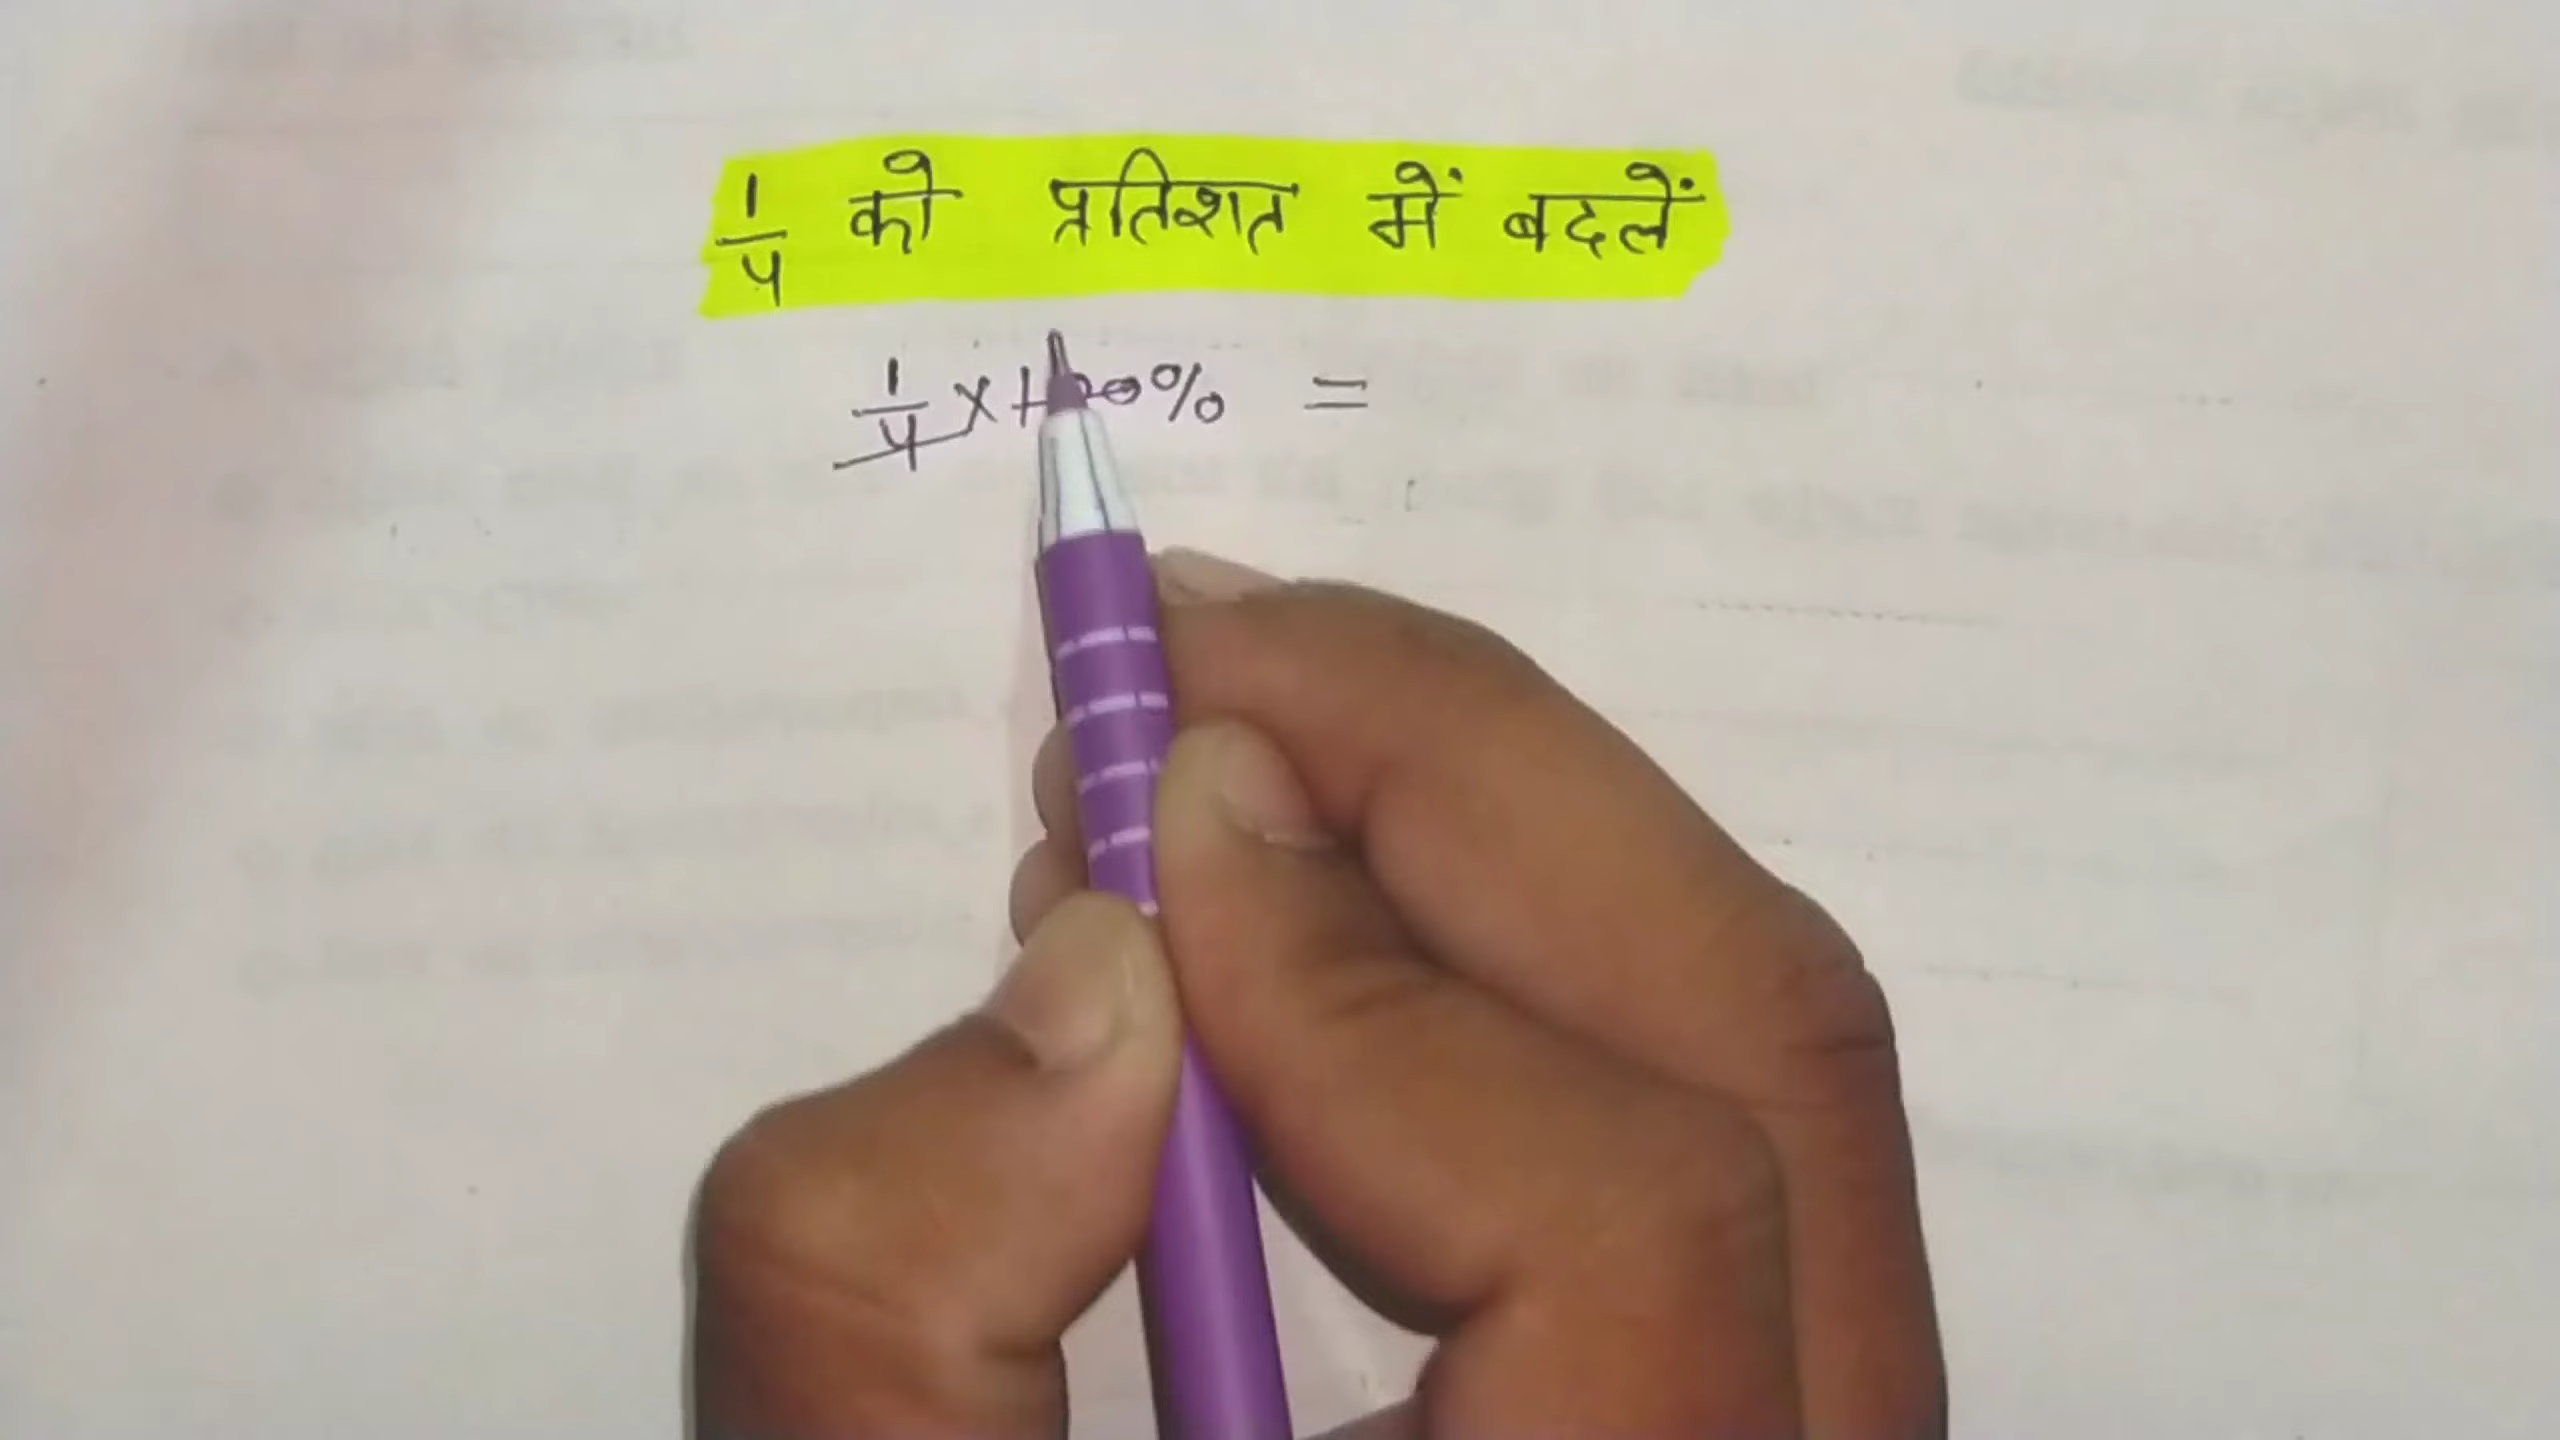 1/4 को प्रतिशत में बदलें
1/4 × 100% =